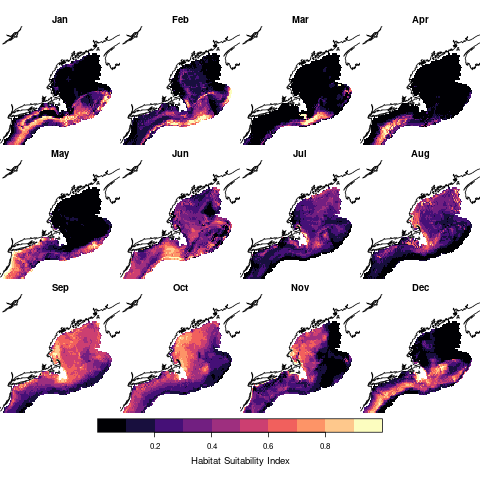 Jan Feb Mar Apr
May Jun Jul Aug
Sep Oct Nov Dec
0.2 0.4 0.6 0.8
Habitat Suitability Index